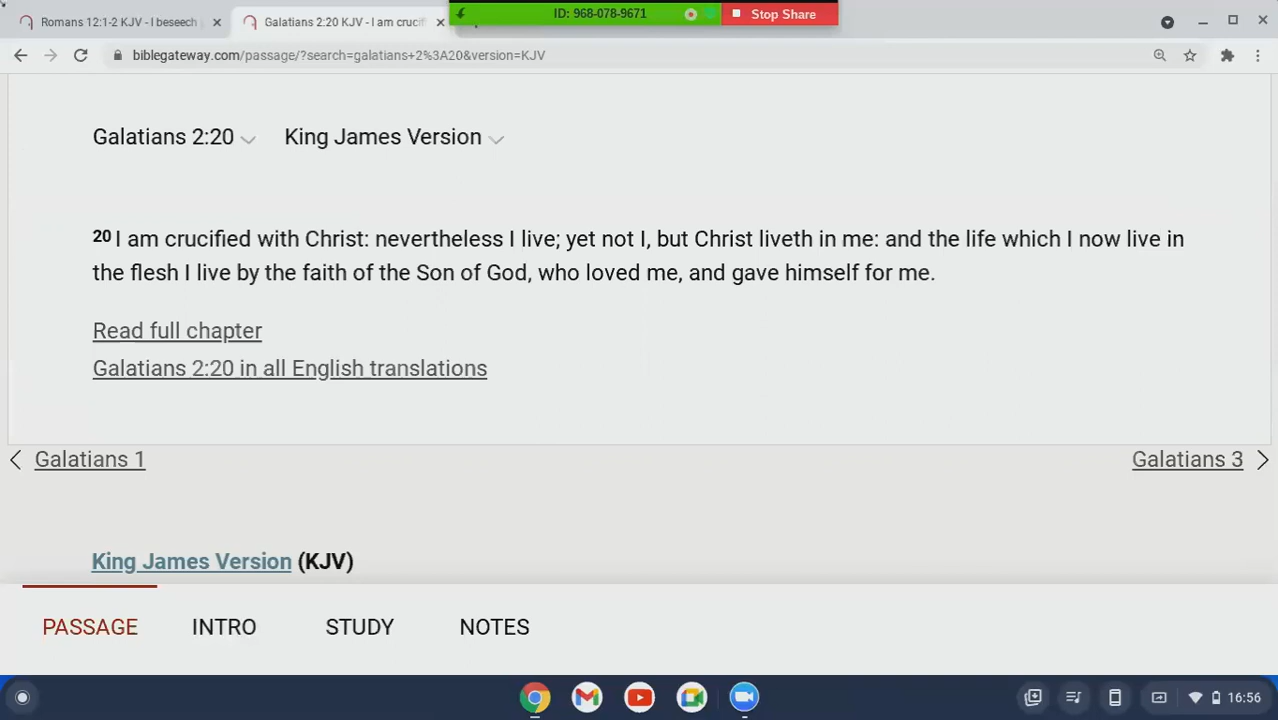 Romans 12:1-2 KJV - I beseech
Galatians 2:20 KJV - I am crucif
ID: 968-078-9671
Stop Share
biblegateway.com/passage/?search=galatians+2%3A20&version=KJV
Galatians 2:20 King James Version
20 I am crucified with Christ: nevertheless I live; yet not I, but Christ liveth in me: and the life which I now live in
the flesh I live by the faith of the Son of God, who loved me, and gave himself for me.
Read full chapter
Galatians 2:20 in all English translations
Galatians 1
Galatians 3
King James Version (KJV)
PASSAGE INTRO STUDY NOTES
16:56